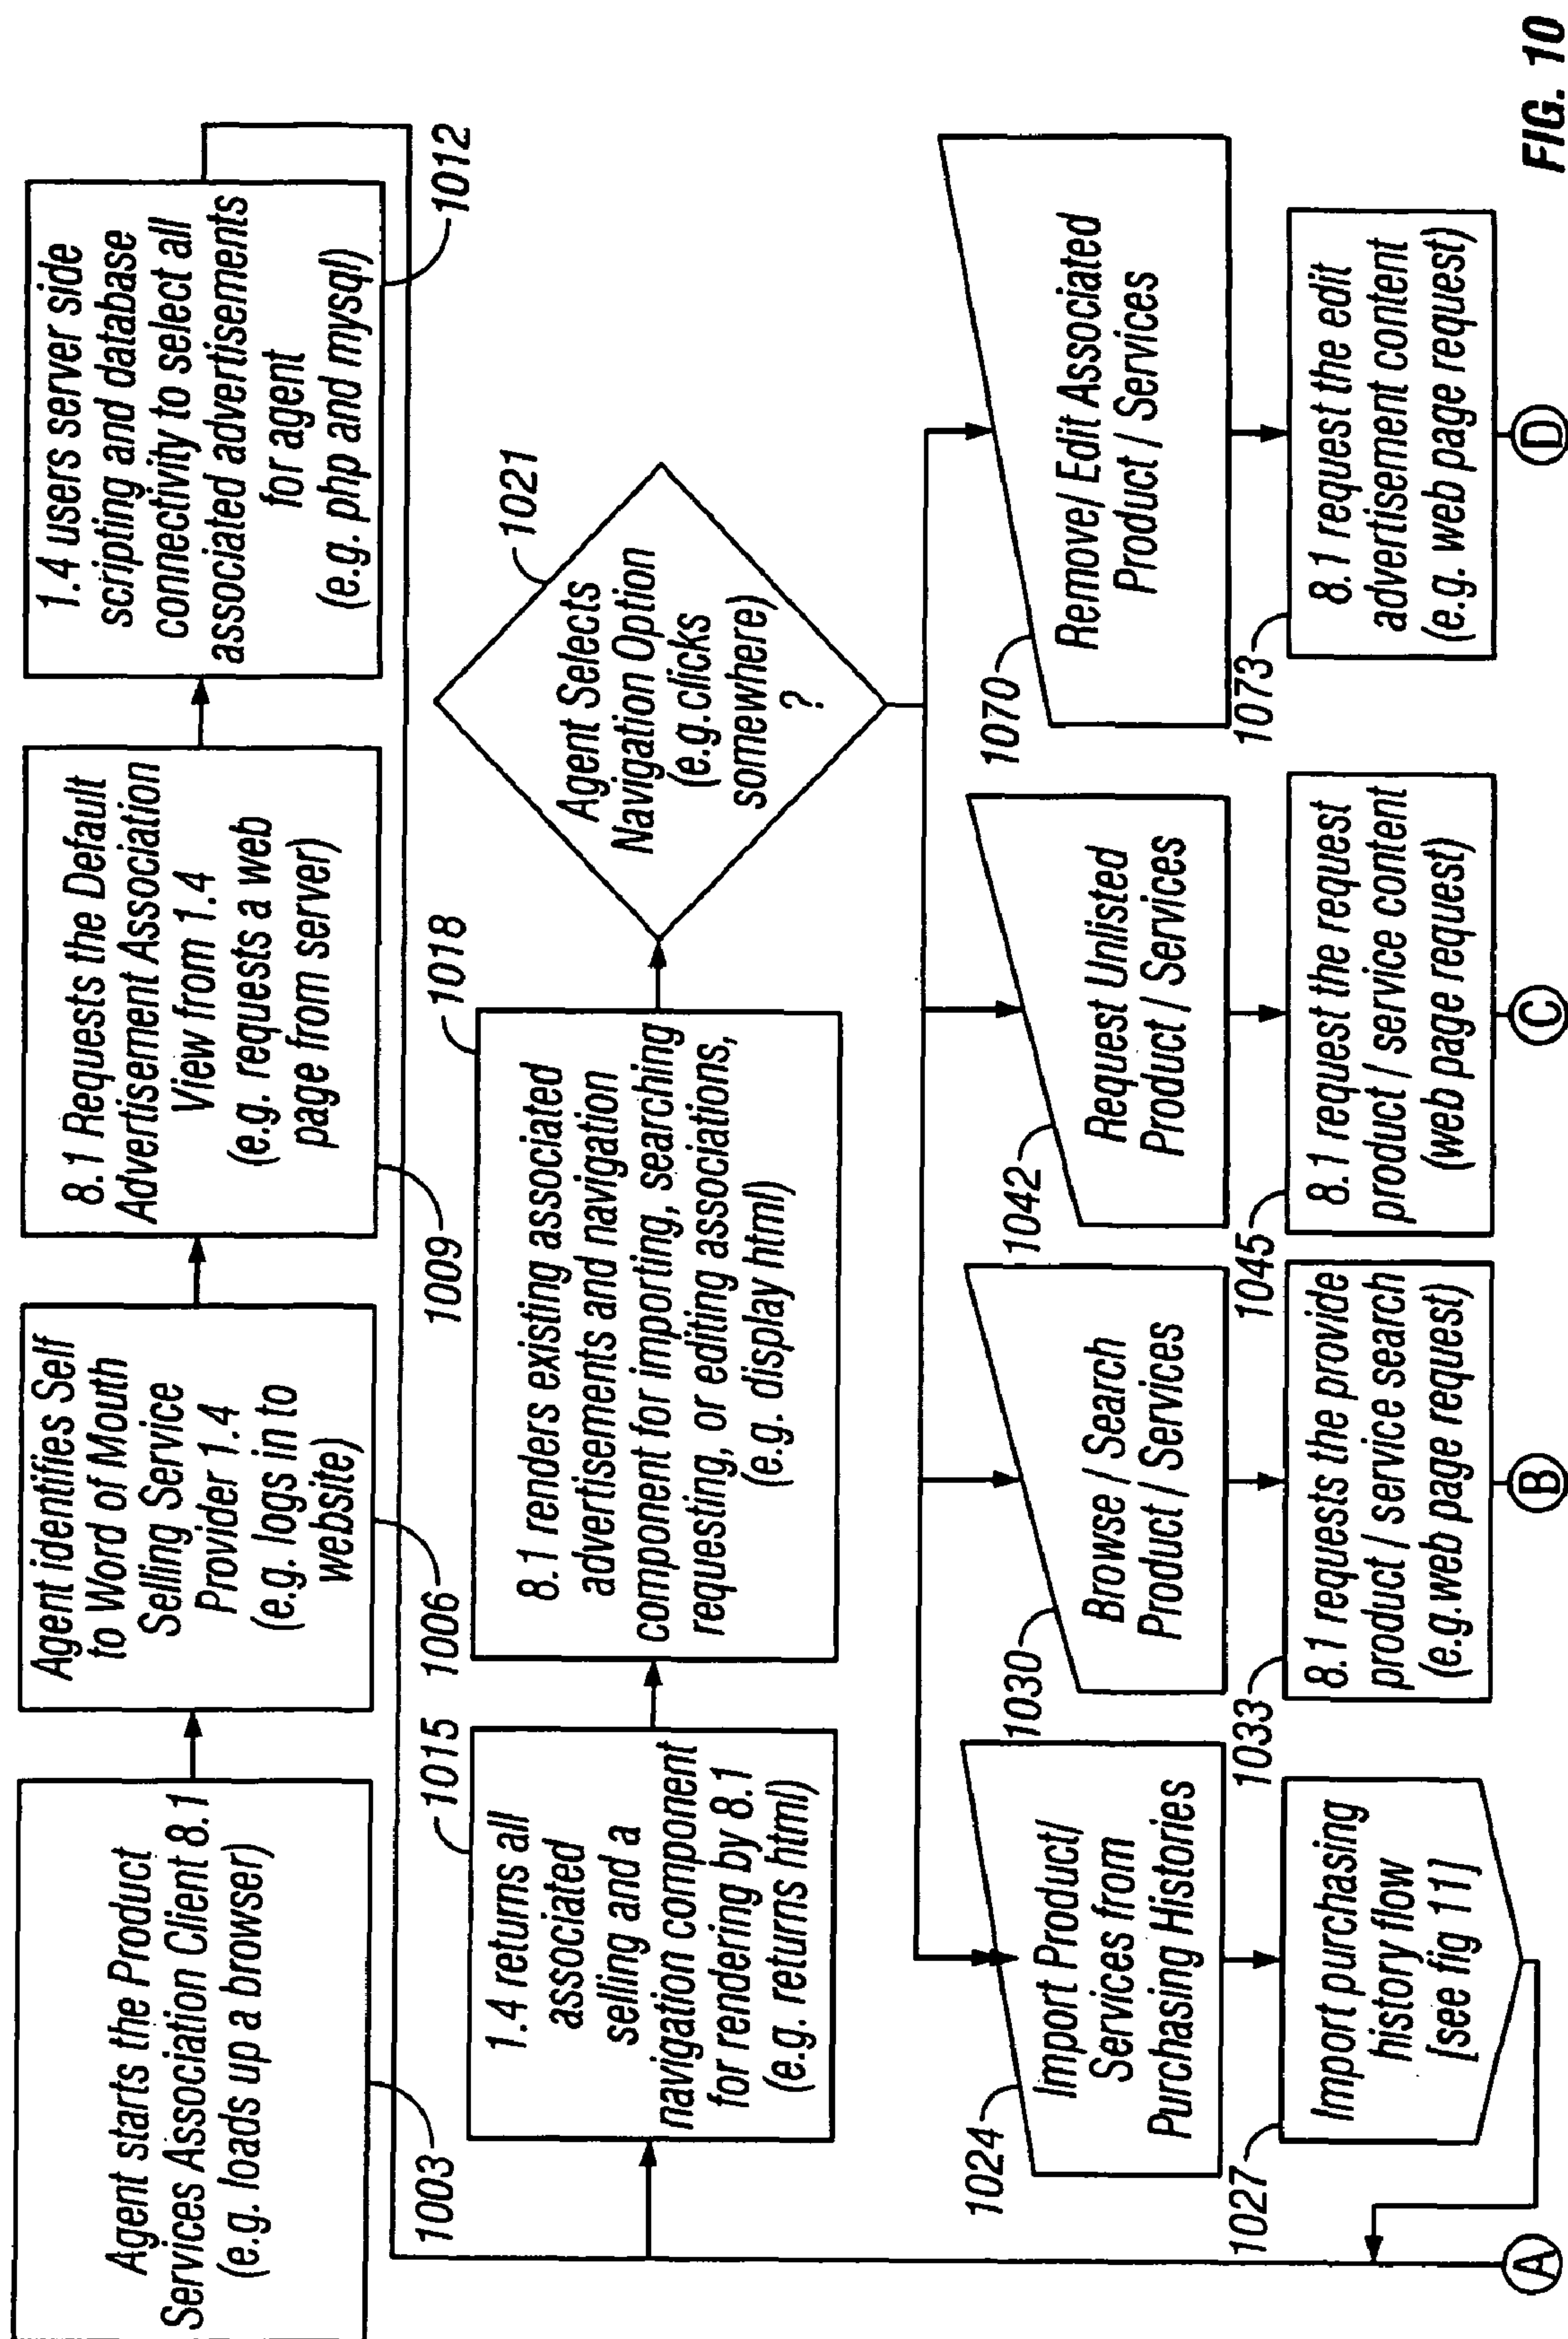 Agent starts the Product
Services Association Client 8.1
(e.g. loads up a browser)
1003
Agent identifies Self
to Word of Mouth
Selling Service
Provider 1.4
(e.g. logs in to
website)
1006
8.1 Requests the Default
Advertisement Association
View from 1.4
(e.g. requests a web
page from server)
1009
1.4 users server side
scripting and database
connectivity to select all
associated advertisements
for agent
(e.g. php and mysql)
1012
1015
1.4 returns all
associated
selling and a
navigation component
for rendering by 8.1
(e.g. returns html)
1018
8.1 renders existing associated
advertisements and navigation
component for importing, searching
requesting, or editing associations,
(e.g. display html)
1021
Agent Selects
Navigation Option
(e.g.clicks
somewhere)
?
1024
Import Product/
Services from
Purchasing Histories
1030
Browse / Search
Product / Services
1042
Request Unlisted
Product / Services
1070
Remove/ Edit Associated
Product / Services
1027
Import purchasing
history flow
[see fig 11]
1033
8.1 requests the provide
product / service search
(e.g.web page request)
1045
8.1 request the request
product / service content
(web page request)
1073
8.1 request the edit
advertisement content
(e.g. web page request)
A
B
C
D
FIG. 10